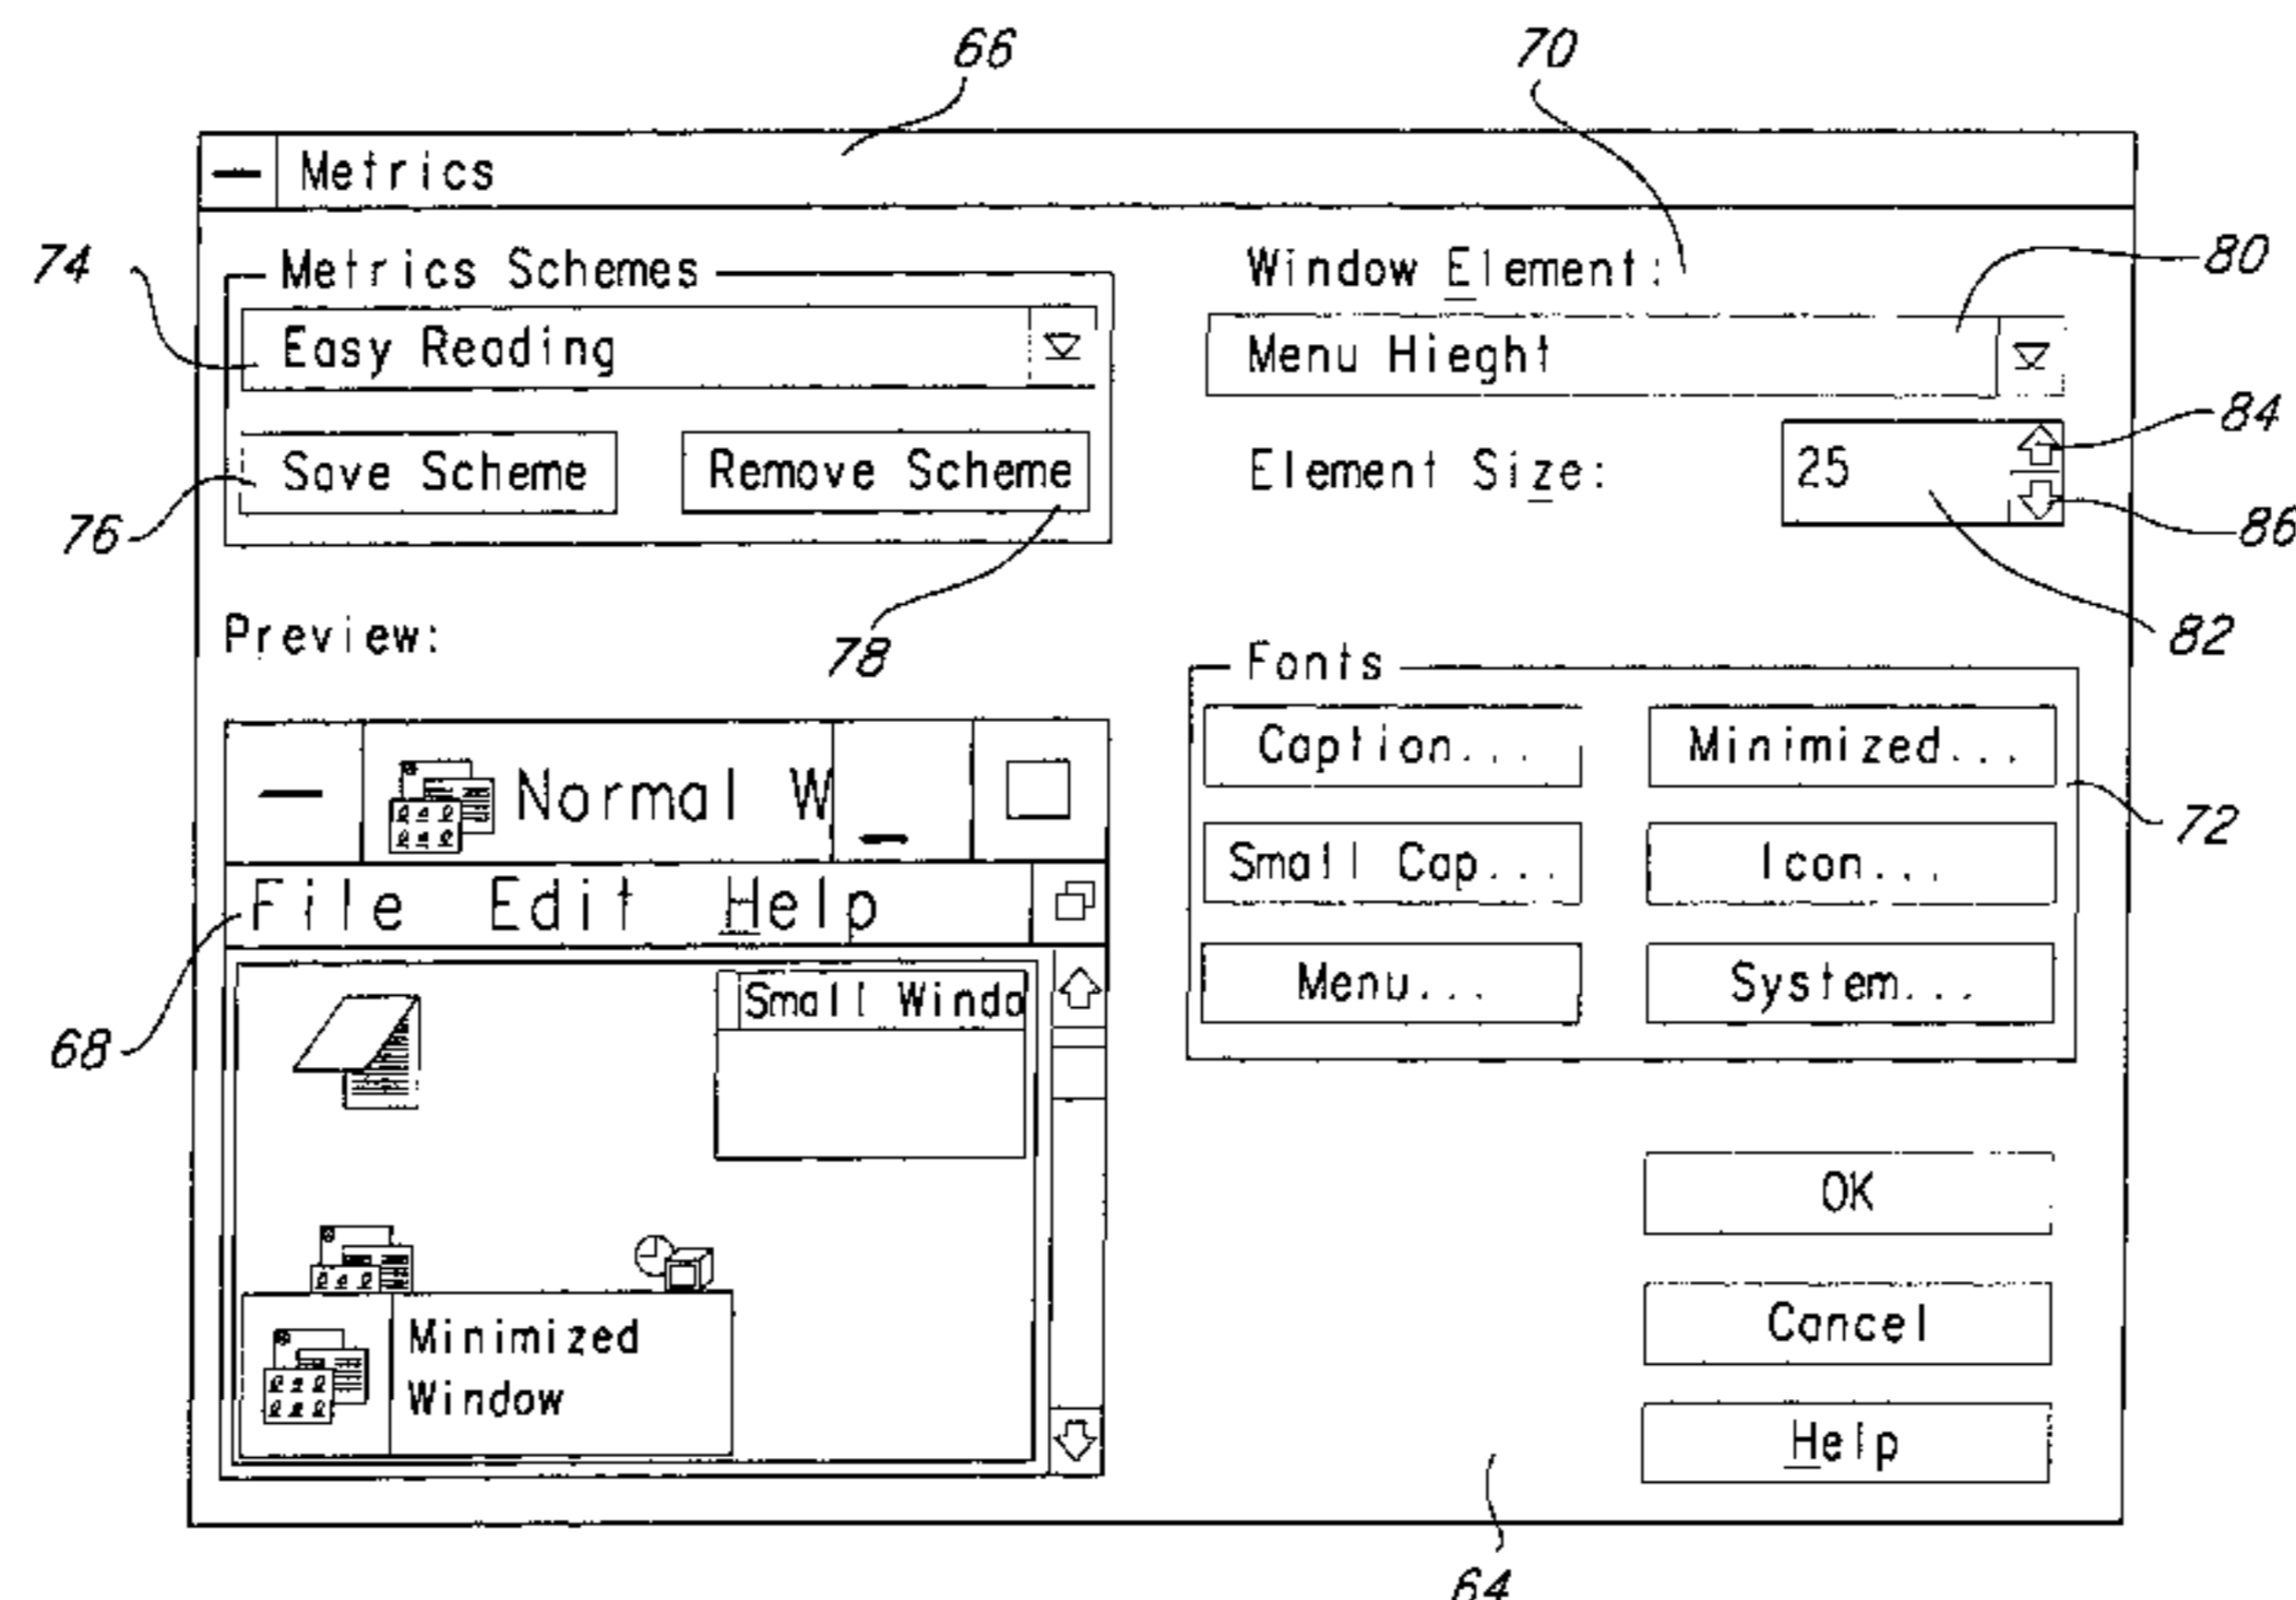 66
70
Metrics
74
Metrics Schemes
Window Element:
80
Easy Reading
Menu Hieght
84
Save Scheme
Remove Scheme
Element Size:
25
76
86
Preview:
78
82
Fonts
Caption...
Minimized...
Normal W
72
Small Cap...
Icon...
File Edit Help
Menu...
System...
Small Windo
68
OK
Cancel
Minimized
Window
Help
64